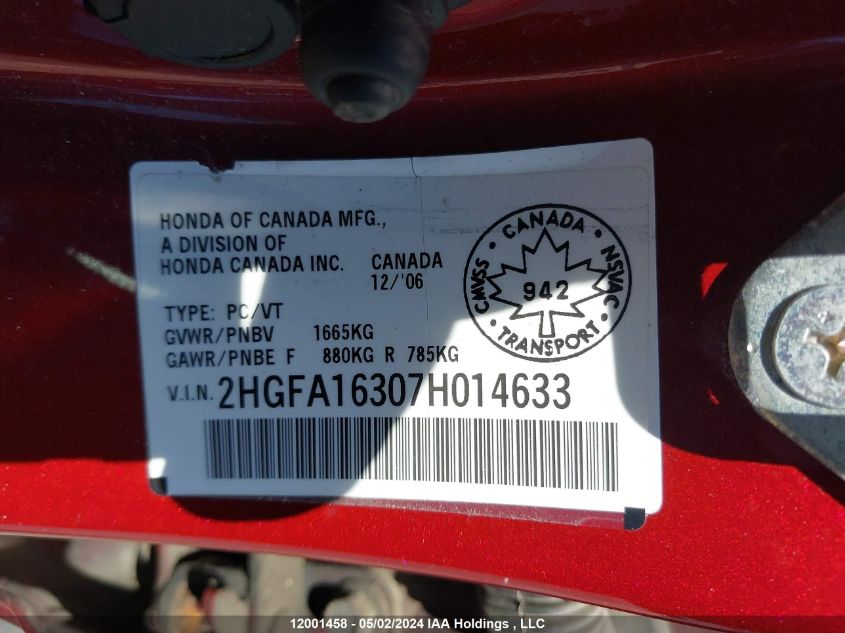 HONDA OF CANADA MFG.,
A DIVISION OF
HONDA CANADA INC. CANADA
12/'06
TYPE: PC/VT
GVWR/PNBV 1665KG
GAWR/PNBE F 880KG R 785KG
V.I.N. 2HGFA16307H014633
CMVSS • CANADA • NSVAC • TRANSPORT •
942
12001458 - 05/02/2024 IAA Holdings , LLC